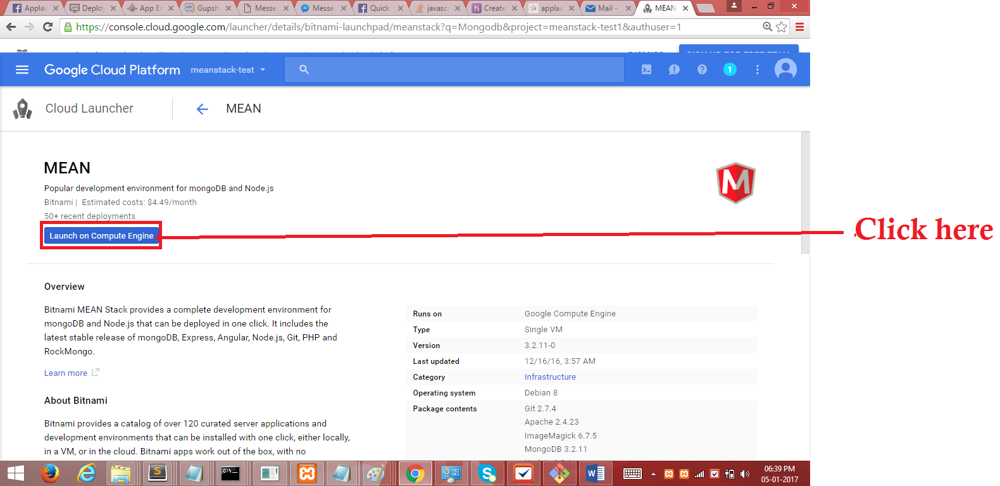 Applau
Deploy
App En
Gupsh
Messen
Messen
Quick
javasc
Create
applau
Mail -
MEAN
https://console.cloud.google.com/launcher/details/bitnami-launchpad/meanstack?q=Mongodb&project=meanstack-test1&authuser=1
Google Cloud Platform
meanstack-test
1
Cloud Launcher
MEAN
MEAN
Popular development environment for mongoDB and Node.js
Bitnami | Estimated costs: $4.49/month
50+ recent deployments
Launch on Compute Engine
Click here
M
Overview
Bitnami MEAN Stack provides a complete development environment for
mongoDB and Node.js that can be deployed in one click. It includes the
latest stable release of mongoDB, Express, Angular, Node.js, Git, PHP and
RockMongo.
Learn more
About Bitnami
Bitnami provides a catalog of over 120 curated server applications and
development environments that can be installed with one click, either locally,
in a VM, or in the cloud. Bitnami apps work out of the box, with no
Runs on Google Compute Engine
Type Single VM
Version 3.2.11-0
Last updated 12/16/16, 3:57 AM
Category Infrastructure
Operating system Debian 8
Package contents Git 2.7.4
Apache 2.4.23
ImageMagick 6.7.5
MongoDB 3.2.11
06:39 PM
05-01-2017